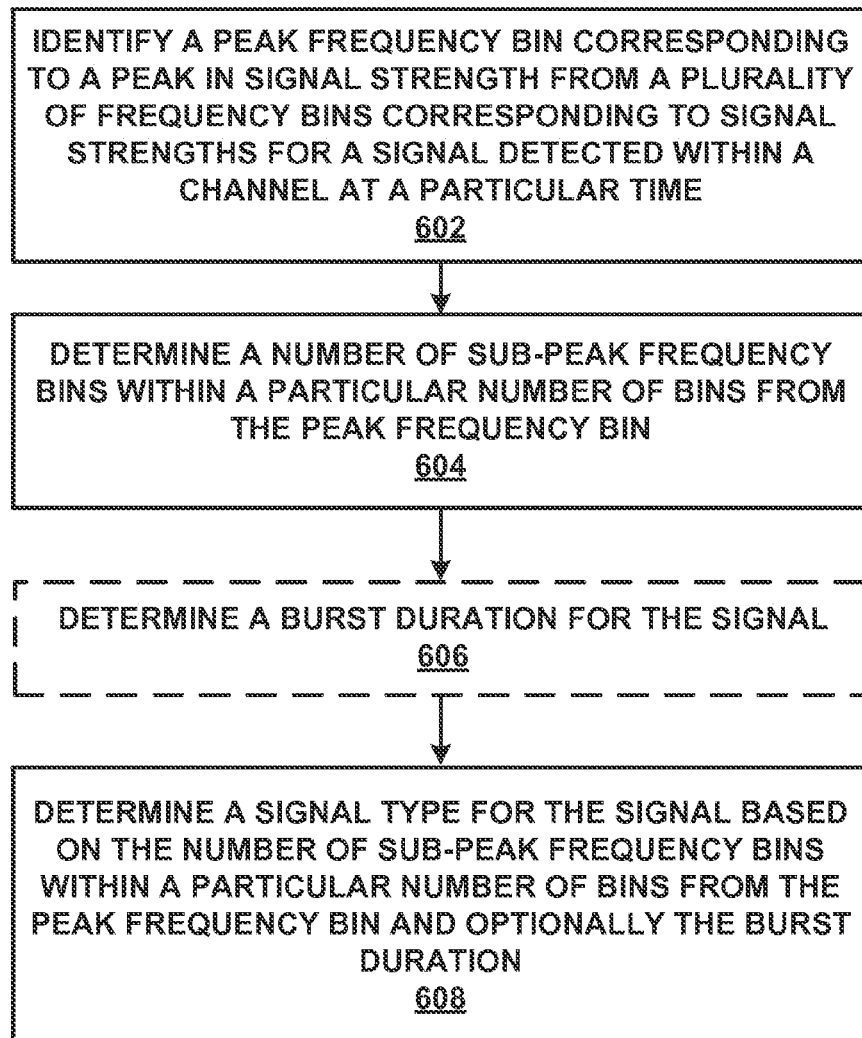 IDENTIFY A PEAK FREQUENCY BIN CORRESPONDING
TO A PEAK IN SIGNAL STRENGTH FROM A PLURALITY
OF FREQUENCY BINS CORRESPONDING TO SIGNAL
STRENGTHS FOR A SIGNAL DETECTED WITHIN A
CHANNEL AT A PARTICULAR TIME
602
DETERMINE A NUMBER OF SUB-PEAK FREQUENCY
BINS WITHIN A PARTICULAR NUMBER OF BINS FROM
THE PEAK FREQUENCY BIN
604
DETERMINE A BURST DURATION FOR THE SIGNAL
606
DETERMINE A SIGNAL TYPE FOR THE SIGNAL BASED
ON THE NUMBER OF SUB-PEAK FREQUENCY BINS
WITHIN A PARTICULAR NUMBER OF BINS FROM THE
PEAK FREQUENCY BIN AND OPTIONALLY THE BURST
DURATION
608